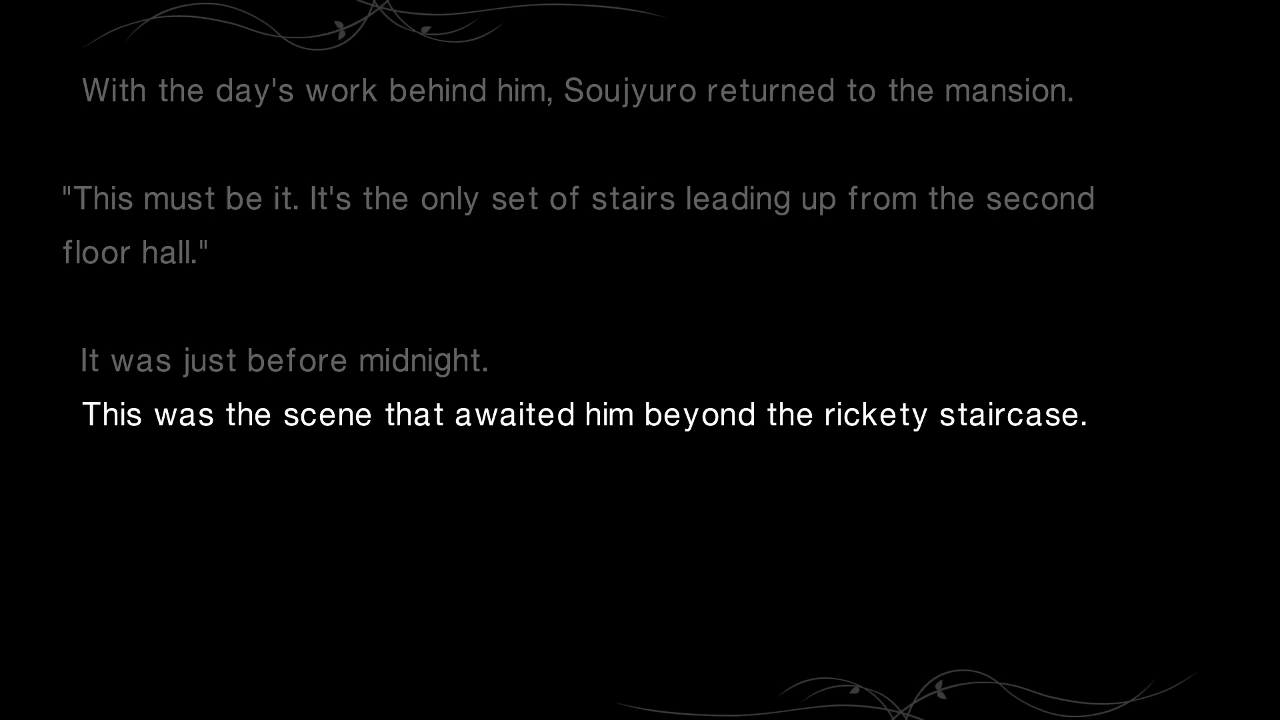 With the day's work behind him, Soujyuro returned to the mansion.
"This must be it. It's the only set of stairs leading up from the second
floor hall."
It was just before midnight.
This was the scene that awaited him beyond the rickety staircase.